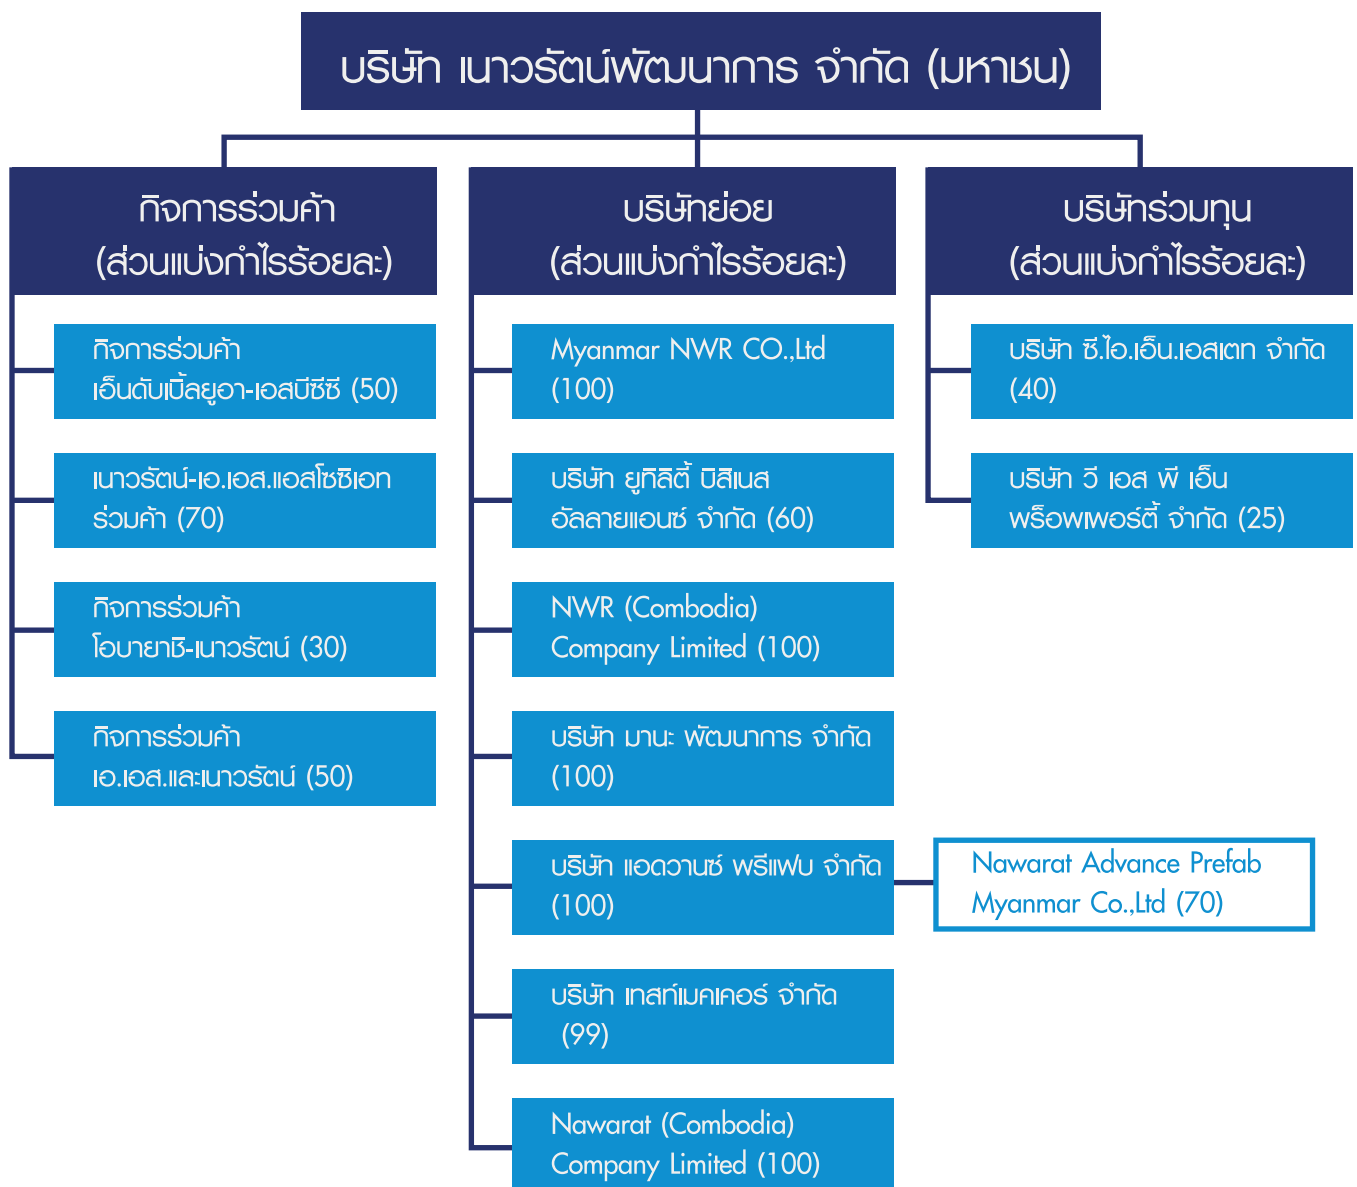 บริษัท เนาวรัตน์พัฒนาการ จำกัด (มหาชน)
กิจการร่วมค้า
(ส่วนแบ่งกำไรร้อยละ)
กิจการร่วมค้า
เอ็นดับเบิ้ลยูอา-เอสบีซีซี (50)
เนาวรัตน์-เอ.เอส.แอสโซซิเอท
ร่วมค้า (70)
กิจการร่วมค้า
โอบายาชิ-เนาวรัตน์ (30)
กิจการร่วมค้า
เอ.เอส.และเนาวรัตน์ (50)
บริษัทย่อย
(ส่วนแบ่งกำไรร้อยละ)
Myanmar NWR CO.,Ltd
(100)
บริษัท ยูทิลิตี้ บิสิเนส
อัลลายแอนซ์ จำกัด (60)
NWR (Combodia)
Company Limited (100)
บริษัท มานะ พัฒนาการ จำกัด
(100)
บริษัท แอดวานซ์ พรีแฟบ จำกัด
(100)
Nawarat Advance Prefab
Myanmar Co.,Ltd (70)
บริษัท เทสท์เมคเคอร์ จำกัด
(99)
Nawarat (Combodia)
Company Limited (100)
บริษัทร่วมทุน
(ส่วนแบ่งกำไรร้อยละ)
บริษัท ซี.ไอ.เอ็น.เอสเตท จำกัด
(40)
บริษัท วี เอส พี เอ็น
พร็อพเพอร์ตี้ จำกัด (25)